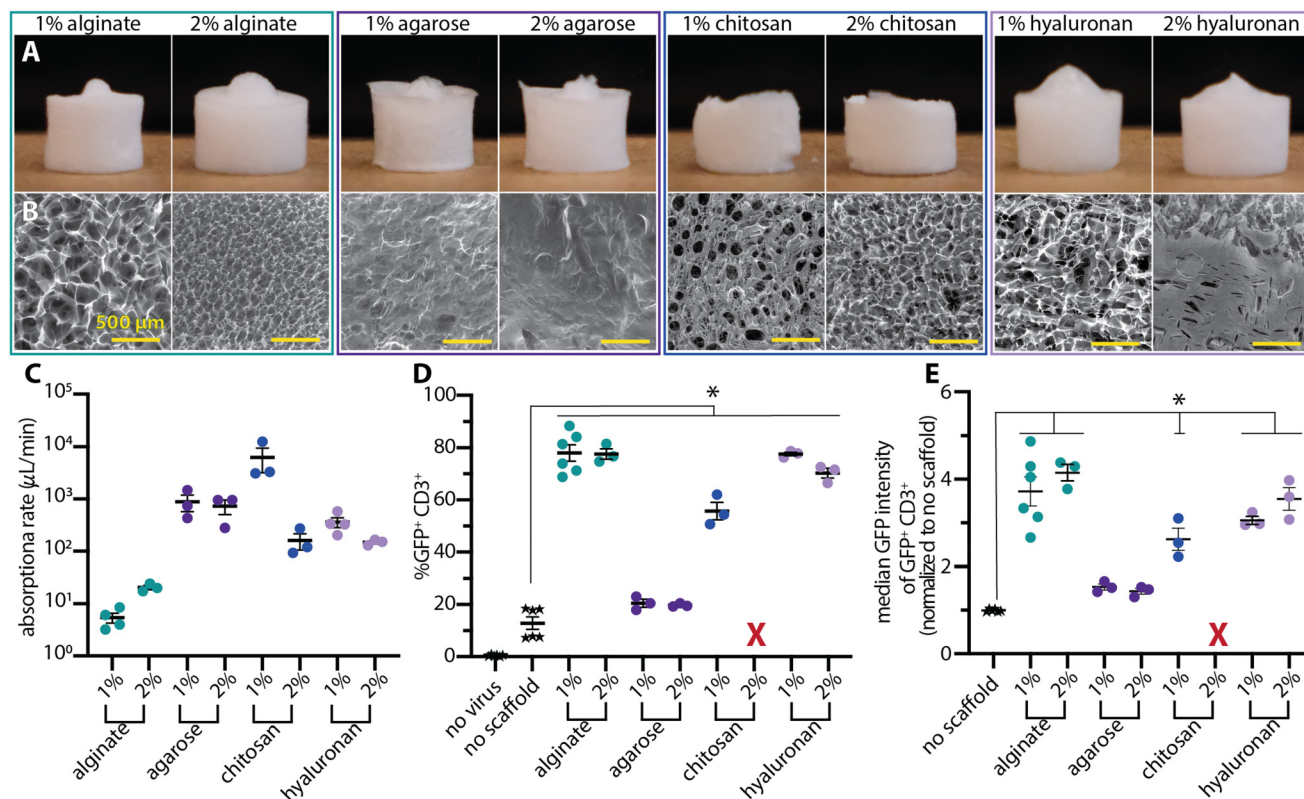 1% alginate 2% alginate 1% agarose 2% agarose 1% chitosan 2% chitosan 1% hyaluronan 2% hyaluronan
A
B
500 µm
C
absorptiona rate (µL/min)
10⁵
10⁴
10³
10²
10¹
10⁰
1% 2% 1% 2% 1% 2% 1% 2%
alginate agarose chitosan hyaluronan
D
%GFP⁺ CD3⁺
100
80
60
40
20
0
*
X
no virus no scaffold 1% 2% 1% 2% 1% 2% 1% 2%
alginate agarose chitosan hyaluronan
E
median GFP intensity
of GFP⁺ CD3⁺
(normalized to no scaffold)
6
4
2
0
*
X
no scaffold 1% 2% 1% 2% 1% 2% 1% 2%
alginate agarose chitosan hyaluronan